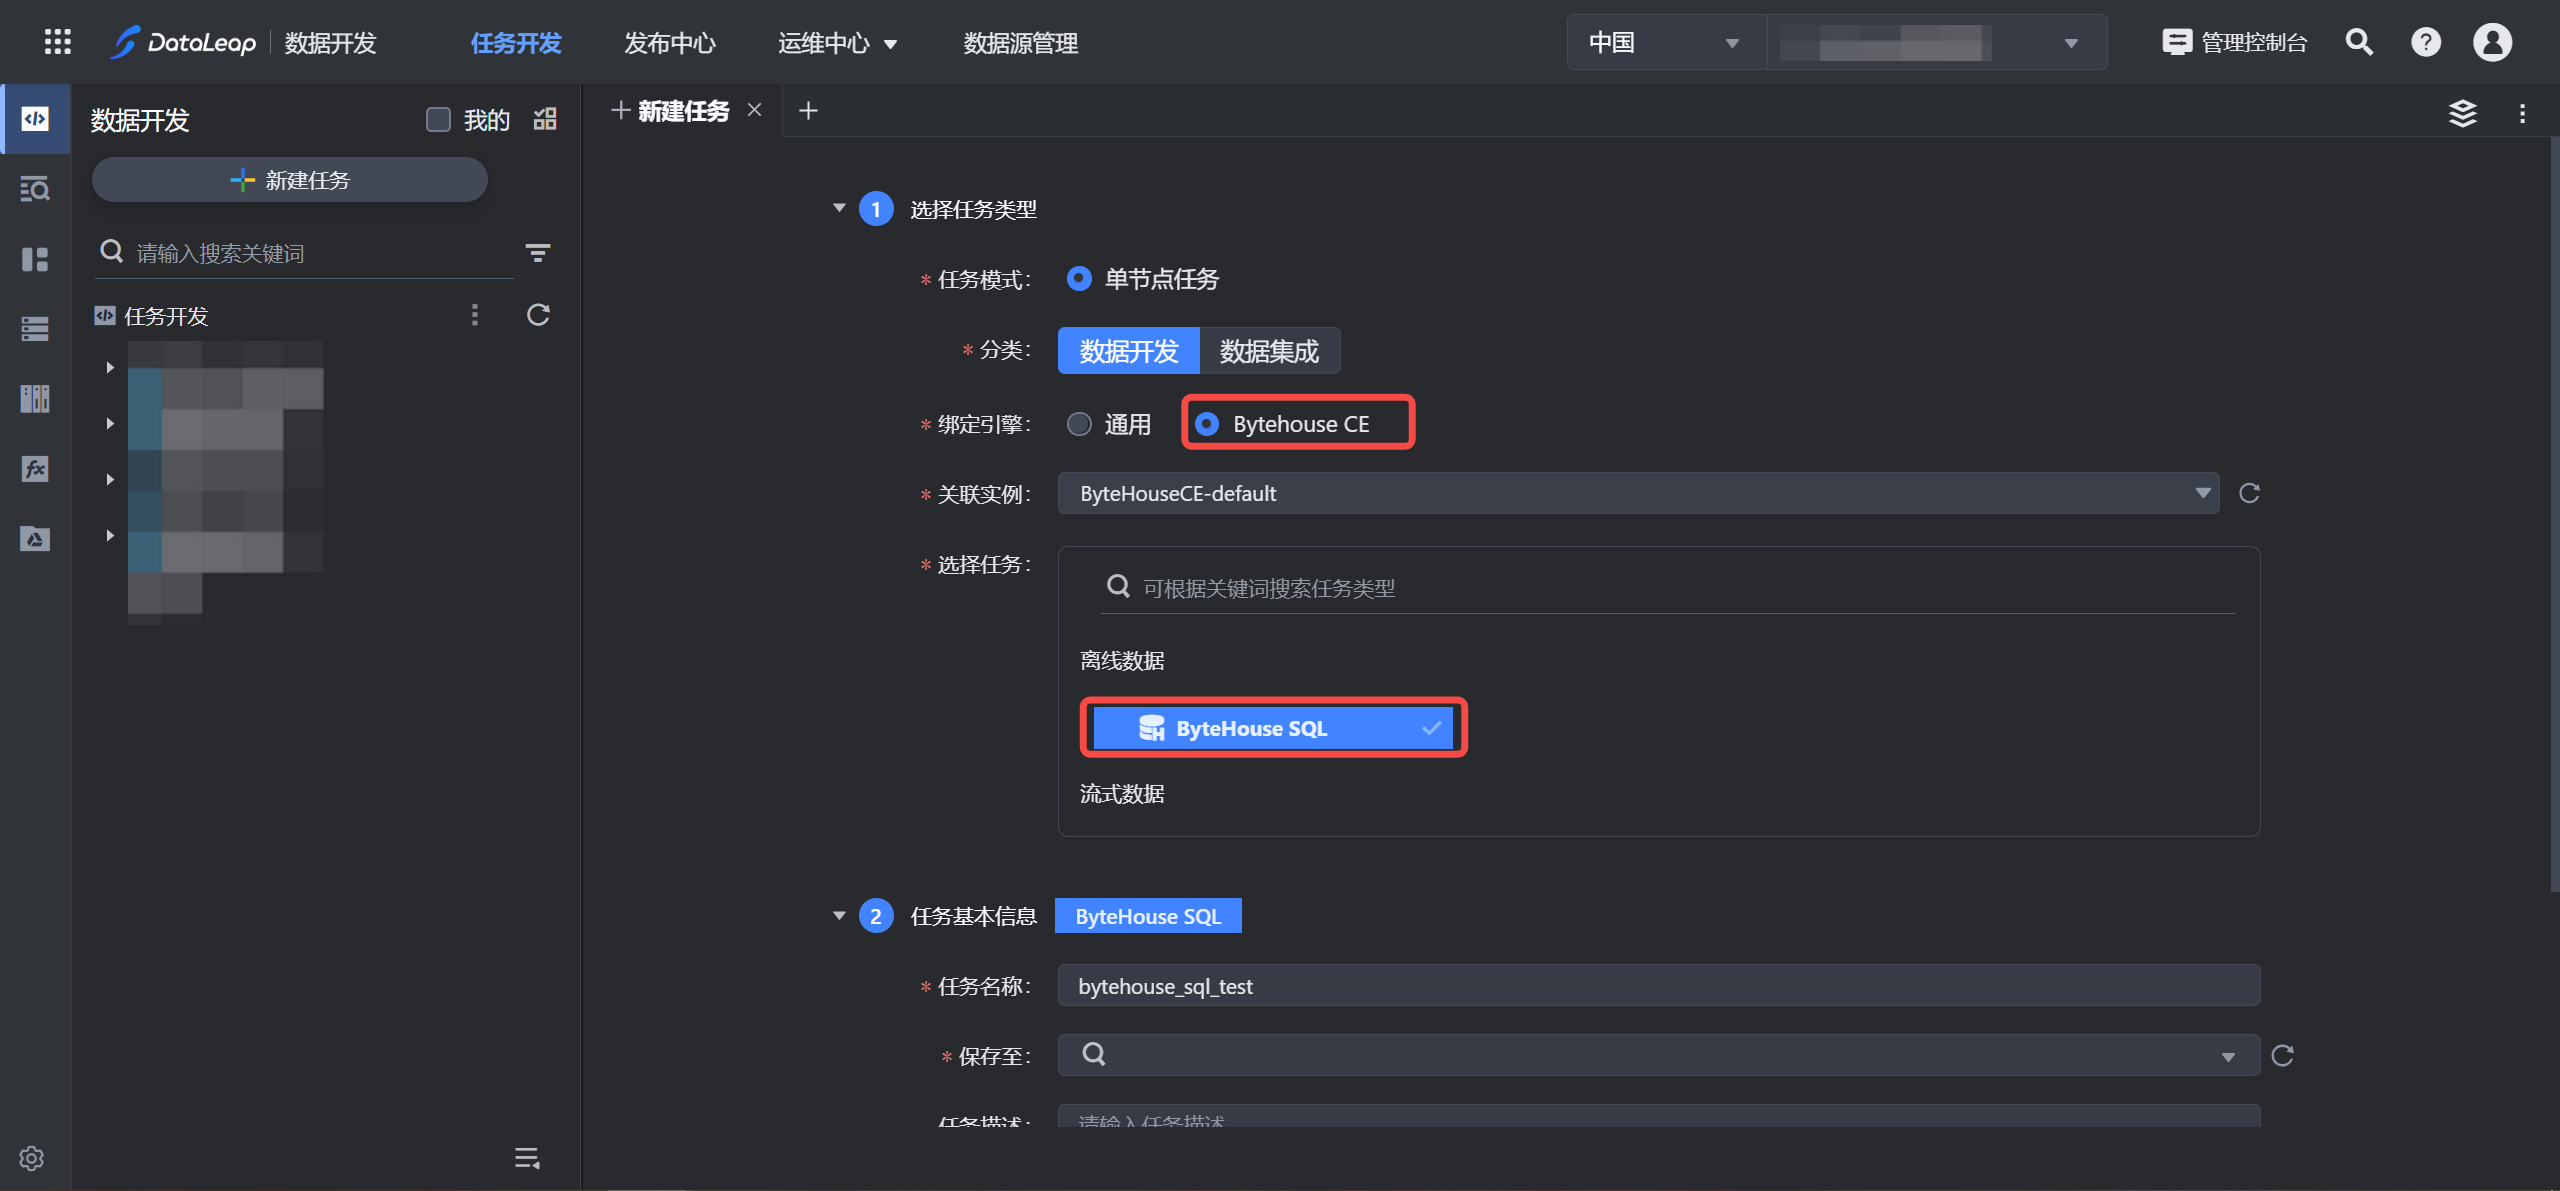 DataLeap 数据开发 任务开发 发布中心 运维中心 数据源管理 中国 管理控制台
数据开发 我的
新建任务
请输入搜索关键词
任务开发
新建任务
1 选择任务类型
* 任务模式： 单节点任务
* 分类： 数据开发 数据集成
* 绑定引擎： 通用 Bytehouse CE
* 关联实例： ByteHouseCE-default
* 选择任务： 可根据关键词搜索任务类型
离线数据
ByteHouse SQL
流式数据
2 任务基本信息 ByteHouse SQL
* 任务名称： bytehouse_sql_test
* 保存至：
任务描述： 请输入任务描述